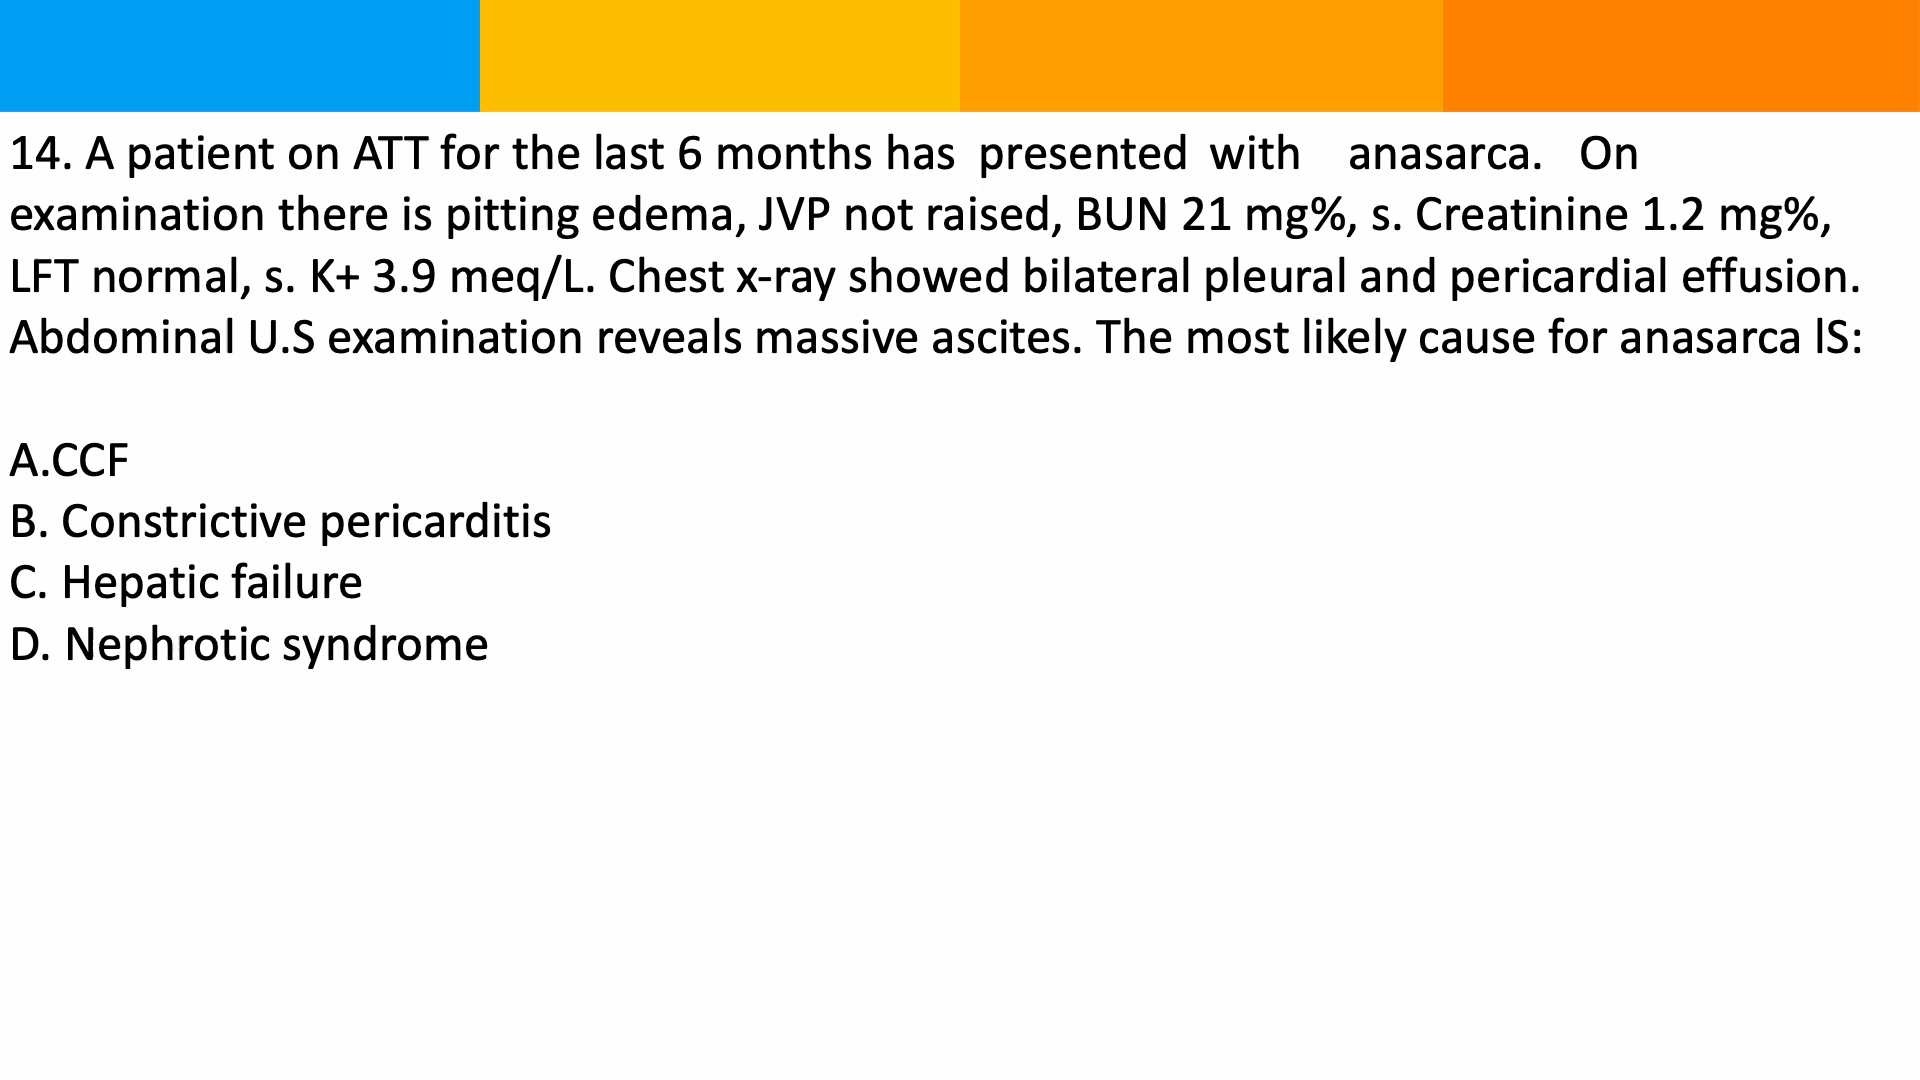 14. A patient on ATT for the last 6 months has presented with anasarca. On
examination there is pitting edema, JVP not raised, BUN 21 mg%, s. Creatinine 1.2 mg%,
LFT normal, s. K+ 3.9 meq/L. Chest x-ray showed bilateral pleural and pericardial effusion.
Abdominal U.S examination reveals massive ascites. The most likely cause for anasarca lS:
A.CCF
B. Constrictive pericarditis
C. Hepatic failure
D. Nephrotic syndrome